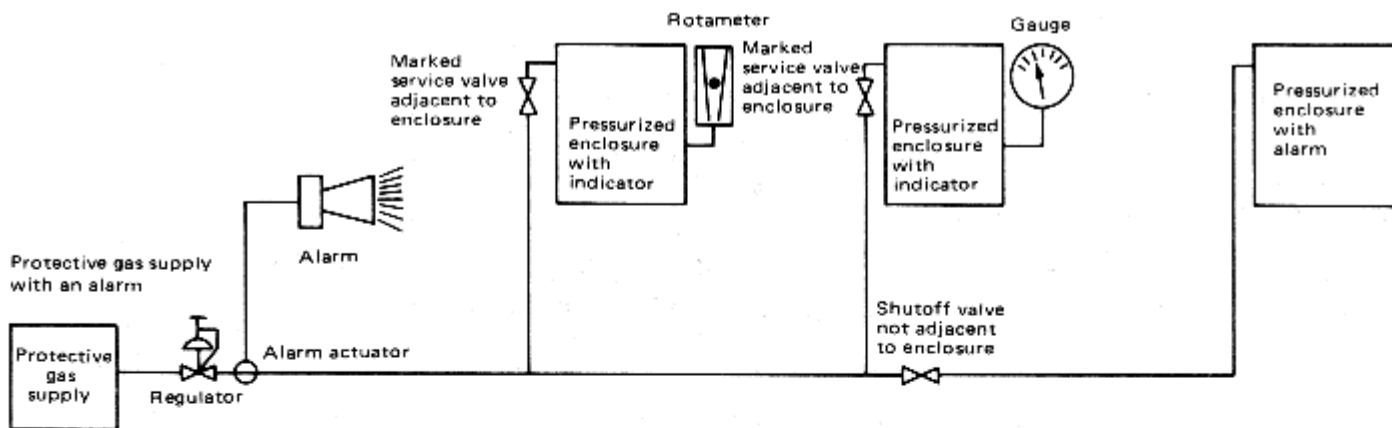 Rotameter
Marked
service valve
adjacent to
enclosure
Pressurized
enclosure
with
indicator
Marked
service valve
adjacent to
enclosure
Gauge
Pressurized
enclosure
with
indicator
Pressurized
enclosure
with
alarm
Alarm
Protective gas supply
with an alarm
Protective
gas
supply
Regulator
Alarm actuator
Shutoff valve
not adjacent
to enclosure